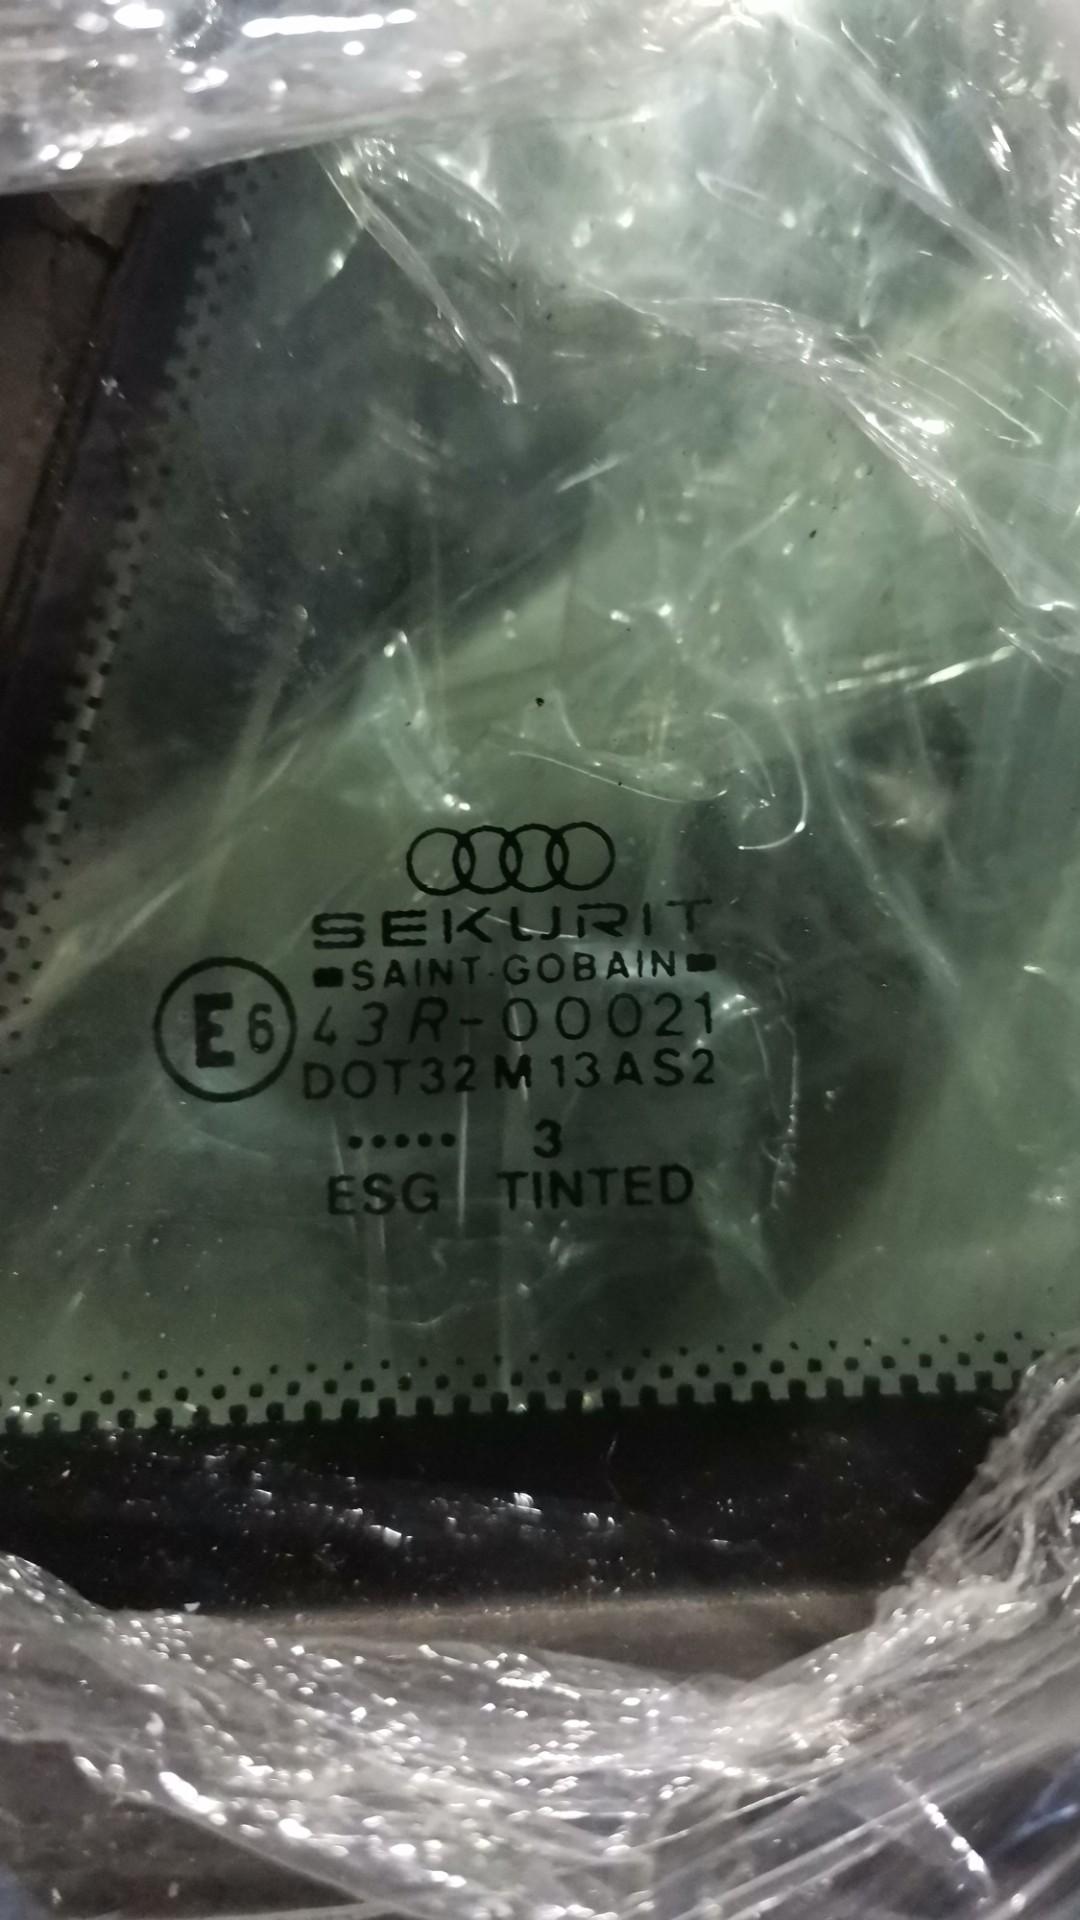 SEKURIT
SAINT-GOBAIN
E6 43R-00021
DOT32 M13AS2
..... 3
ESG TINTED